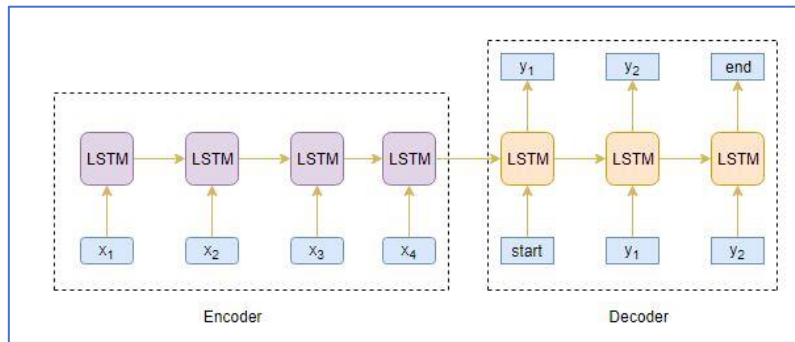 y₁ y₂ end
LSTM LSTM LSTM LSTM LSTM LSTM LSTM
x₁ x₂ x₃ x₄ start y₁ y₂
Encoder Decoder